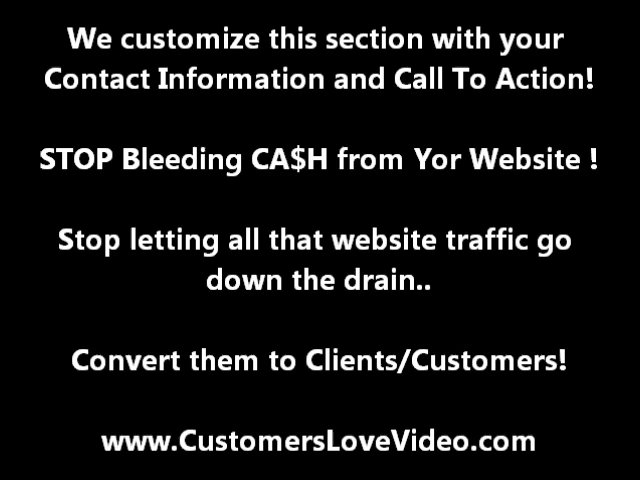 We customize this section with your
Contact Information and Call To Action!
STOP Bleeding CA$H from Yor Website !
Stop letting all that website traffic go
down the drain..
Convert them to Clients/Customers!
www.CustomersLoveVideo.com